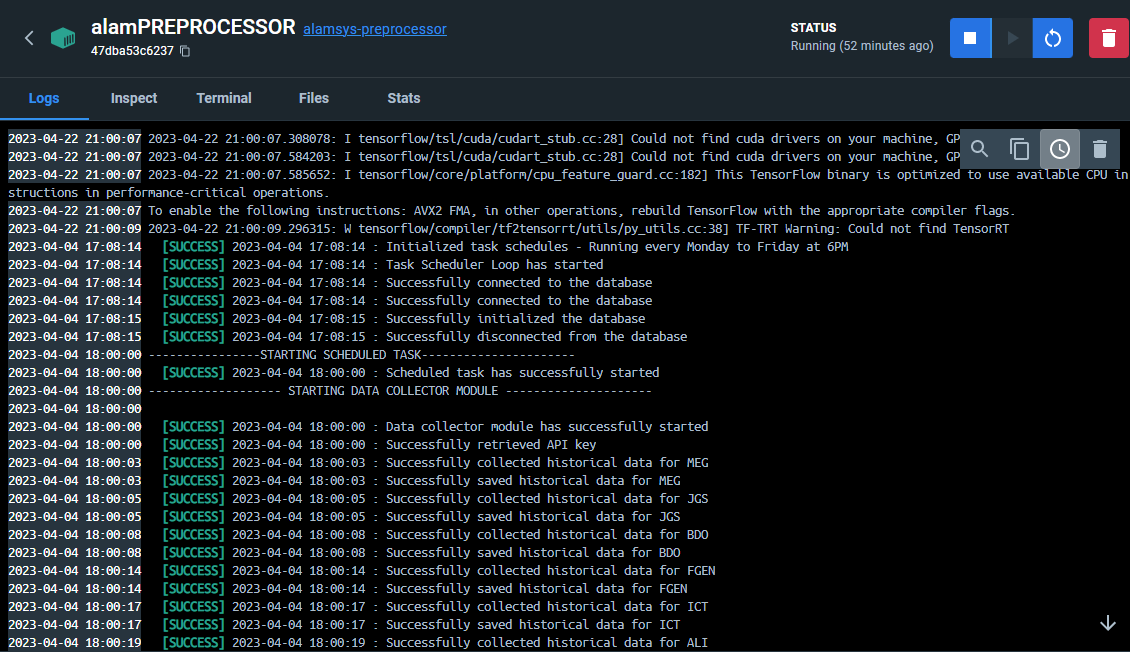 alamPREPROCESSOR alamsys-preprocessor
47dba53c6237
STATUS
Running (52 minutes ago)
Logs Inspect Terminal Files Stats
2023-04-22 21:00:07 2023-04-22 21:00:07.308078: I tensorflow/tsl/cuda/cudart_stub.cc:28] Could not find cuda drivers on your machine, GP
2023-04-22 21:00:07 2023-04-22 21:00:07.584203: I tensorflow/tsl/cuda/cudart_stub.cc:28] Could not find cuda drivers on your machine, GP
2023-04-22 21:00:07 2023-04-22 21:00:07.585652: I tensorflow/core/platform/cpu_feature_guard.cc:182] This TensorFlow binary is optimized to use available CPU in
structions in performance-critical operations.
2023-04-22 21:00:07 To enable the following instructions: AVX2 FMA, in other operations, rebuild TensorFlow with the appropriate compiler flags.
2023-04-22 21:00:09 2023-04-22 21:00:09.296315: W tensorflow/compiler/tf2tensorrt/utils/py_utils.cc:38] TF-TRT Warning: Could not find TensorRT
2023-04-04 17:08:14 [SUCCESS] 2023-04-04 17:08:14 : Initialized task schedules - Running every Monday to Friday at 6PM
2023-04-04 17:08:14 [SUCCESS] 2023-04-04 17:08:14 : Task Scheduler Loop has started
2023-04-04 17:08:14 [SUCCESS] 2023-04-04 17:08:14 : Successfully connected to the database
2023-04-04 17:08:14 [SUCCESS] 2023-04-04 17:08:14 : Successfully connected to the database
2023-04-04 17:08:15 [SUCCESS] 2023-04-04 17:08:15 : Successfully initialized the database
2023-04-04 17:08:15 [SUCCESS] 2023-04-04 17:08:15 : Successfully disconnected from the database
2023-04-04 18:00:00 ----------------STARTING SCHEDULED TASK----------------------
2023-04-04 18:00:00 [SUCCESS] 2023-04-04 18:00:00 : Scheduled task has successfully started
2023-04-04 18:00:00 ------------------- STARTING DATA COLLECTOR MODULE ---------------------
2023-04-04 18:00:00
2023-04-04 18:00:00 [SUCCESS] 2023-04-04 18:00:00 : Data collector module has successfully started
2023-04-04 18:00:00 [SUCCESS] 2023-04-04 18:00:00 : Successfully retrieved API key
2023-04-04 18:00:03 [SUCCESS] 2023-04-04 18:00:03 : Successfully collected historical data for MEG
2023-04-04 18:00:03 [SUCCESS] 2023-04-04 18:00:03 : Successfully saved historical data for MEG
2023-04-04 18:00:05 [SUCCESS] 2023-04-04 18:00:05 : Successfully collected historical data for JGS
2023-04-04 18:00:05 [SUCCESS] 2023-04-04 18:00:05 : Successfully saved historical data for JGS
2023-04-04 18:00:08 [SUCCESS] 2023-04-04 18:00:08 : Successfully collected historical data for BDO
2023-04-04 18:00:08 [SUCCESS] 2023-04-04 18:00:08 : Successfully saved historical data for BDO
2023-04-04 18:00:14 [SUCCESS] 2023-04-04 18:00:14 : Successfully collected historical data for FGEN
2023-04-04 18:00:14 [SUCCESS] 2023-04-04 18:00:14 : Successfully saved historical data for FGEN
2023-04-04 18:00:17 [SUCCESS] 2023-04-04 18:00:17 : Successfully collected historical data for ICT
2023-04-04 18:00:17 [SUCCESS] 2023-04-04 18:00:17 : Successfully saved historical data for ICT
2023-04-04 18:00:19 [SUCCESS] 2023-04-04 18:00:19 : Successfully collected historical data for ALI